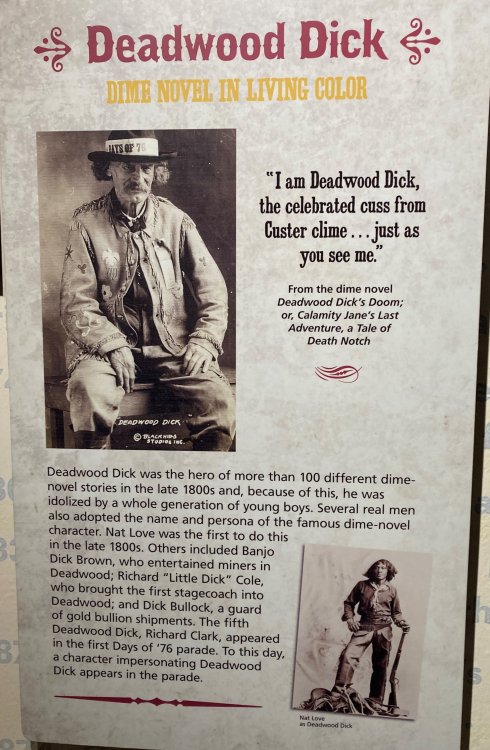 Deadwood Dick
DIME NOVEL IN LIVING COLOR
DAYS OF 76
DEADWOOD DICK
© BLACKHILLS
STUDIOS INC.
"I am Deadwood Dick,
the celebrated cuss from
Custer clime . . . just as
you see me."
From the dime novel
Deadwood Dick's Doom;
or, Calamity Jane's Last
Adventure, a Tale of
Death Notch
Deadwood Dick was the hero of more than 100 different dime-
novel stories in the late 1800s and, because of this, he was
idolized by a whole generation of young boys. Several real men
also adopted the name and persona of the famous dime-novel
character. Nat Love was the first to do this
in the late 1800s. Others included Banjo
Dick Brown, who entertained miners in
Deadwood; Richard "Little Dick" Cole,
who brought the first stagecoach into
Deadwood; and Dick Bullock, a guard
of gold bullion shipments. The fifth
Deadwood Dick, Richard Clark, appeared
in the first Days of '76 parade. To this day,
a character impersonating Deadwood
Dick appears in the parade.
Nat Love
as Deadwood Dick